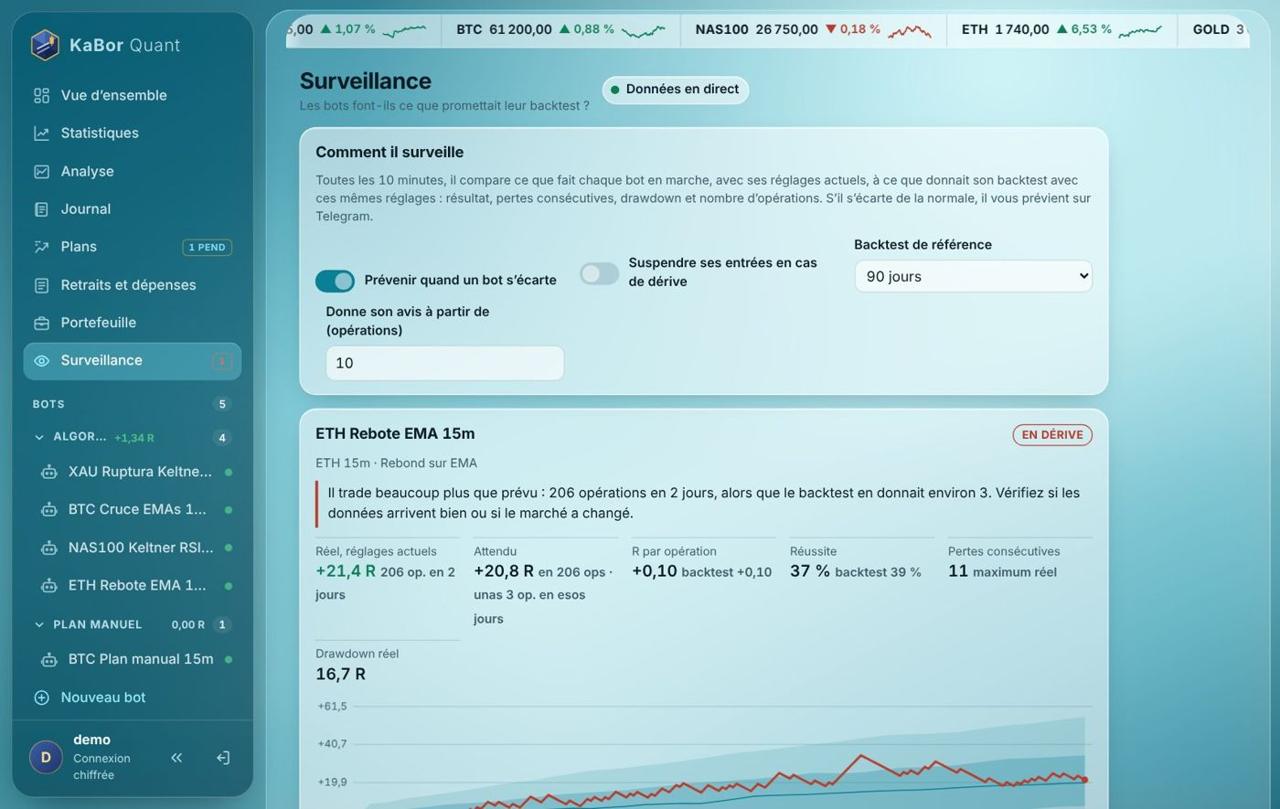 KaBor Quant
Vue d'ensemble
Statistiques
Analyse
Journal
Plans 1 PEND
Retraits et dépenses
Portefeuille
Surveillance
BOTS 5
ALGOR... +1,34 R 4
XAU Ruptura Keltne...
BTC Cruce EMAs 1...
NAS100 Keltner RSI...
ETH Rebote EMA 1...
PLAN MANUEL 0,00 R 1
BTC Plan manual 15m
Nouveau bot
D demo
Connexion
chiffrée
,00 ▲ 1,07 % BTC 61 200,00 ▲ 0,88 % NAS100 26 750,00 ▼ 0,18 % ETH 1 740,00 ▲ 6,53 % GOLD 3
Surveillance
Les bots font-ils ce que promettait leur backtest ?
Données en direct
Comment il surveille
Toutes les 10 minutes, il compare ce que fait chaque bot en marche, avec ses réglages actuels, à ce que donnait son backtest avec
ces mêmes réglages : résultat, pertes consécutives, drawdown et nombre d'opérations. S'il s'écarte de la normale, il vous prévient sur
Telegram.
Prévenir quand un bot s'écarte
Suspendre ses entrées en cas
de dérive
Backtest de référence
90 jours
Donne son avis à partir de
(opérations)
10
ETH Rebote EMA 15m
EN DÉRIVE
ETH 15m · Rebond sur EMA
Il trade beaucoup plus que prévu : 206 opérations en 2 jours, alors que le backtest en donnait environ 3. Vérifiez si les
données arrivent bien ou si le marché a changé.
Réel, réglages actuels
+21,4 R 206 op. en 2
jours
Attendu
+20,8 R en 206 ops ·
unas 3 op. en esos
jours
R par opération
+0,10 backtest +0,10
Réussite
37 % backtest 39 %
Pertes consécutives
11 maximum réel
Drawdown réel
16,7 R
+61,5
+40,7
+19,9